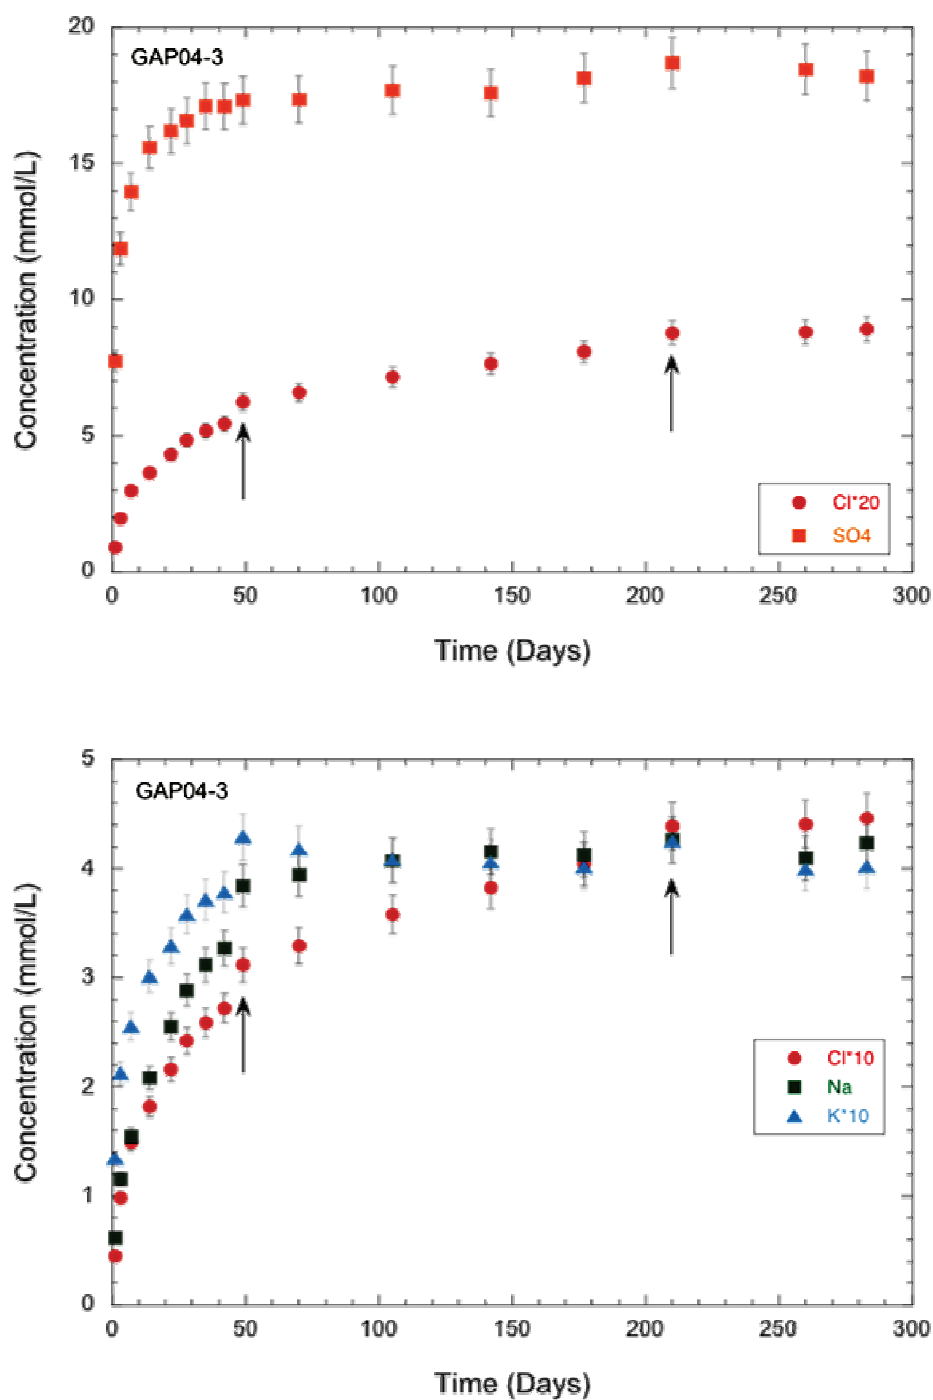 20
GAP04-3
15
10
5
0
Concentration (mmol/L)
Cl*20
SO4
0 50 100 150 200 250 300
Time (Days)
5
GAP04-3
4
3
2
1
0
Concentration (mmol/L)
Cl*10
Na
K*10
0 50 100 150 200 250 300
Time (Days)